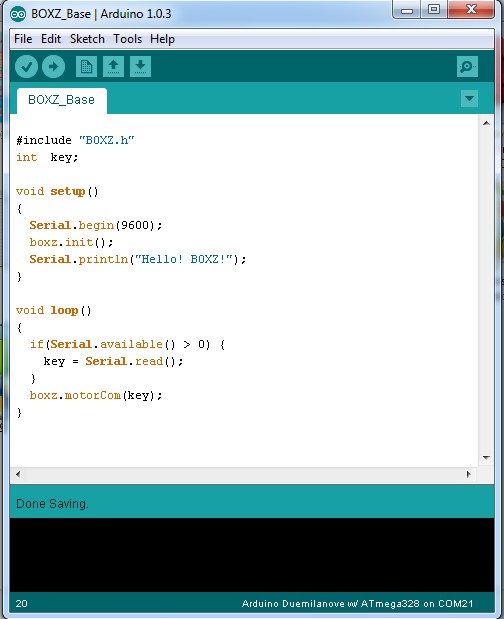 BOXZ_Base | Arduino 1.0.3
File Edit Sketch Tools Help
BOXZ_Base
#include "BOXZ.h"
int  key;
void setup()
{
  Serial.begin(9600);
  boxz.init();
  Serial.println("Hello! BOXZ!");
}
void loop()
{
  if(Serial.available() > 0) {
    key = Serial.read();
  }
  boxz.motorCom(key);
}
Done Saving.
20 Arduino Duemilanove w/ ATmega328 on COM21